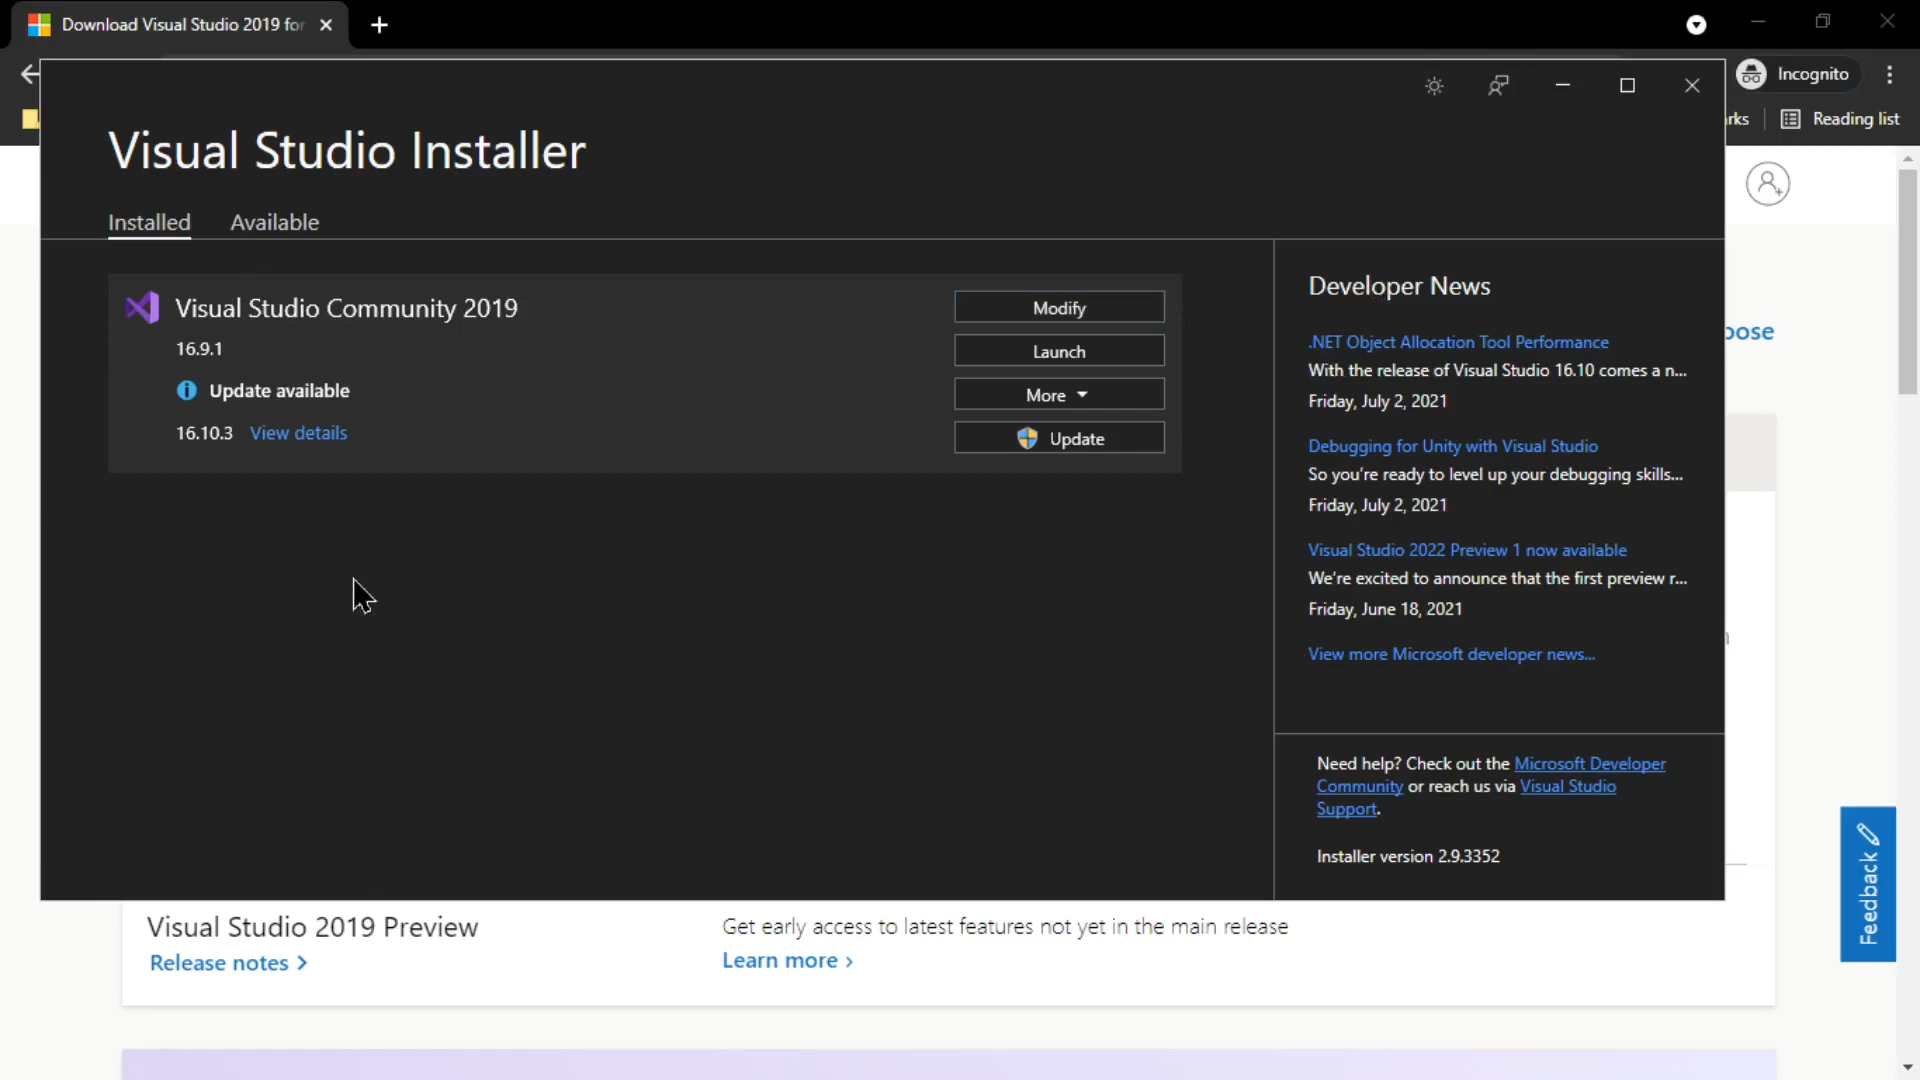 Download Visual Studio 2019 for
Incognito
rks
Reading list
Visual Studio Installer
Installed
Available
Visual Studio Community 2019
16.9.1
Update available
16.10.3 View details
Modify
Launch
More
Update
Developer News
.NET Object Allocation Tool Performance
With the release of Visual Studio 16.10 comes a n...
Friday, July 2, 2021
Debugging for Unity with Visual Studio
So you're ready to level up your debugging skills...
Friday, July 2, 2021
Visual Studio 2022 Preview 1 now available
We're excited to announce that the first preview r...
Friday, June 18, 2021
View more Microsoft developer news...
Need help? Check out the Microsoft Developer
Community or reach us via Visual Studio
Support.
Installer version 2.9.3352
oose
Feedback
Visual Studio 2019 Preview
Release notes >
Get early access to latest features not yet in the main release
Learn more >